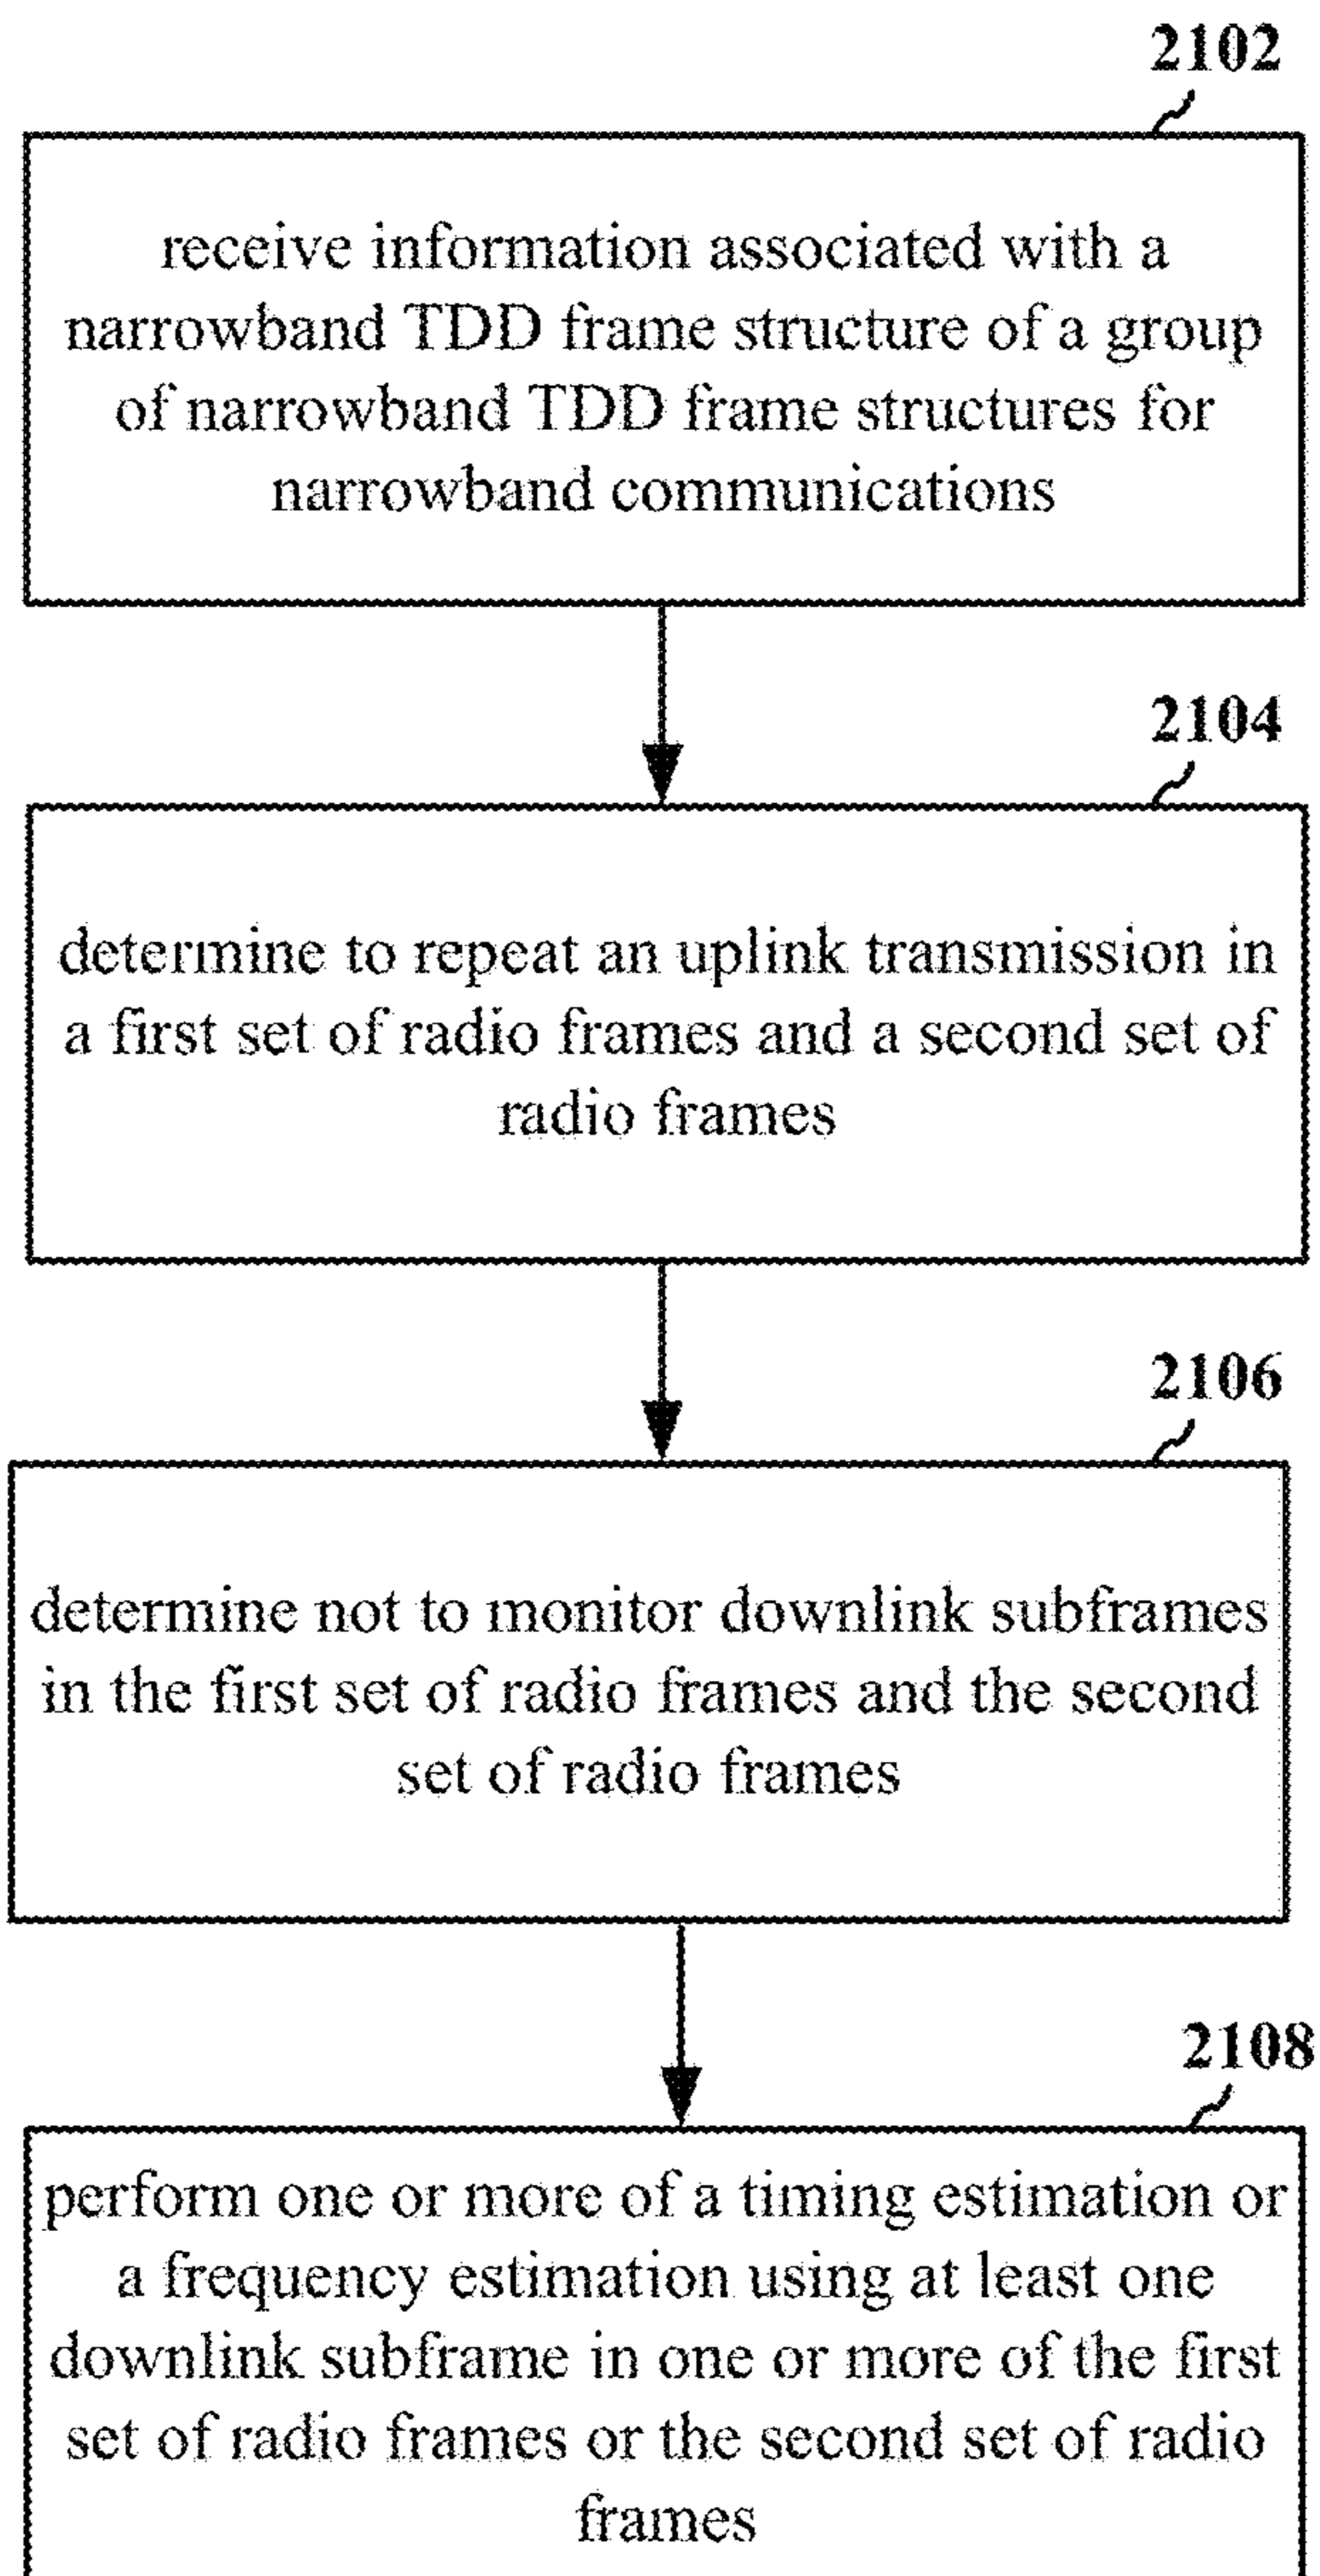 2102
receive information associated with a
narrowband TDD frame structure of a group
of narrowband TDD frame structures for
narrowband communications
2104
determine to repeat an uplink transmission in
a first set of radio frames and a second set of
radio frames
2106
determine not to monitor downlink subframes
in the first set of radio frames and the second
set of radio frames
2108
perform one or more of a timing estimation or
a frequency estimation using at least one
downlink subframe in one or more of the first
set of radio frames or the second set of radio
frames